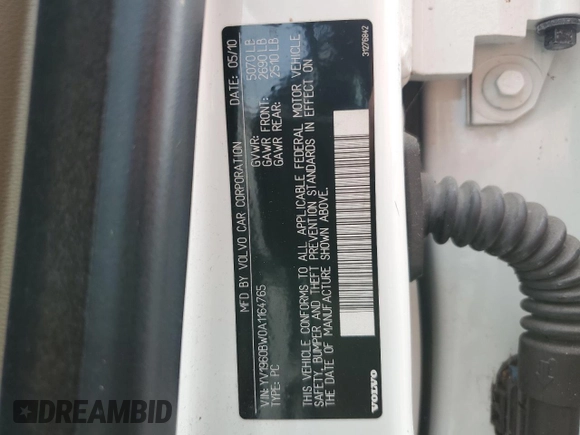 MFD BY VOLVO CAR CORPORATION DATE: 05/10
GVWR: 5070 LB
GAWR FRONT: 2690 LB
GAWR REAR: 2510 LB
VIN: YV1960BW0A1164765
TYPE: PC
THIS VEHICLE CONFORMS TO ALL APPLICABLE FEDERAL MOTOR VEHICLE
SAFETY, BUMPER AND THEFT PREVENTION STANDARDS IN EFFECT ON
THE DATE OF MANUFACTURE SHOWN ABOVE.
VOLVO
31276842
DREAMBID